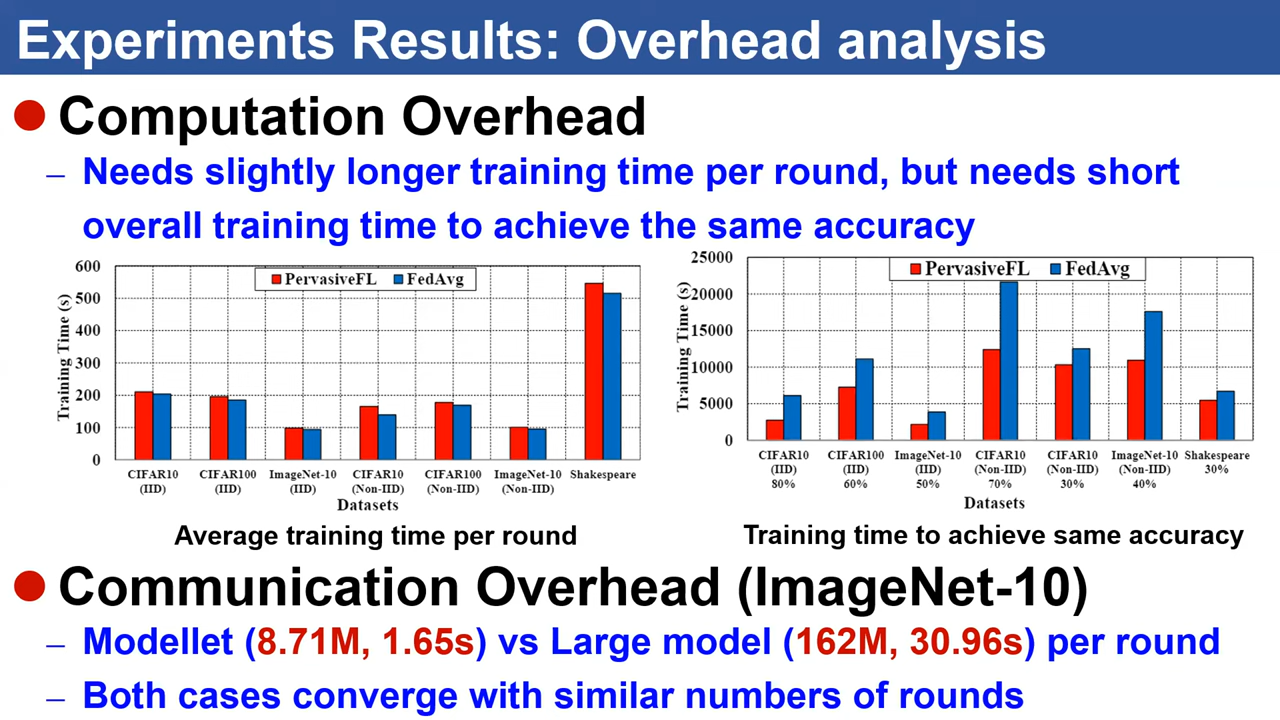 Experiments Results: Overhead analysis
● Computation Overhead
– Needs slightly longer training time per round, but needs short
overall training time to achieve the same accuracy
PervasiveFL FedAvg
Training Time (s)
600
500
400
300
200
100
0
CIFAR10 (IID)
CIFAR100 (IID)
ImageNet-10 (IID)
CIFAR10 (Non-IID)
CIFAR100 (Non-IID)
ImageNet-10 (Non-IID)
Shakespeare
Datasets
Average training time per round
PervasiveFL FedAvg
Training Time (s)
25000
20000
15000
10000
5000
0
CIFAR10 (IID) 80%
CIFAR100 (IID) 60%
ImageNet-10 (IID) 50%
CIFAR10 (Non-IID) 70%
CIFAR10 (Non-IID) 30%
ImageNet-10 (Non-IID) 40%
Shakespeare 30%
Datasets
Training time to achieve same accuracy
● Communication Overhead (ImageNet-10)
– Modellet (8.71M, 1.65s) vs Large model (162M, 30.96s) per round
– Both cases converge with similar numbers of rounds